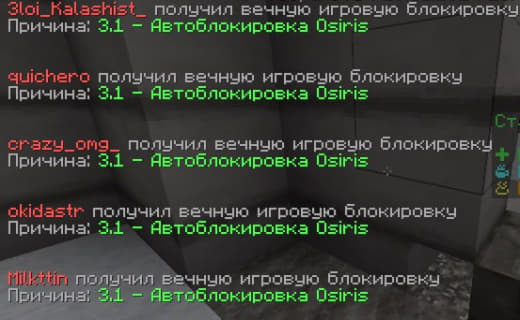 3loi_Kalashist_ получил вечную игровую блокировку
Причина: 3.1 - Автоблокировка Osiris
quichero получил вечную игровую блокировку
Причина: 3.1 - Автоблокировка Osiris
crazy_omg_ получил вечную игровую блокировку
Причина: 3.1 - Автоблокировка Osiris
Ст
okidastr получил вечную игровую блокировку
Причина: 3.1 - Автоблокировка Osiris
Milkttin получил вечную игровую блокировку
Причина: 3.1 - Автоблокировка Osiris